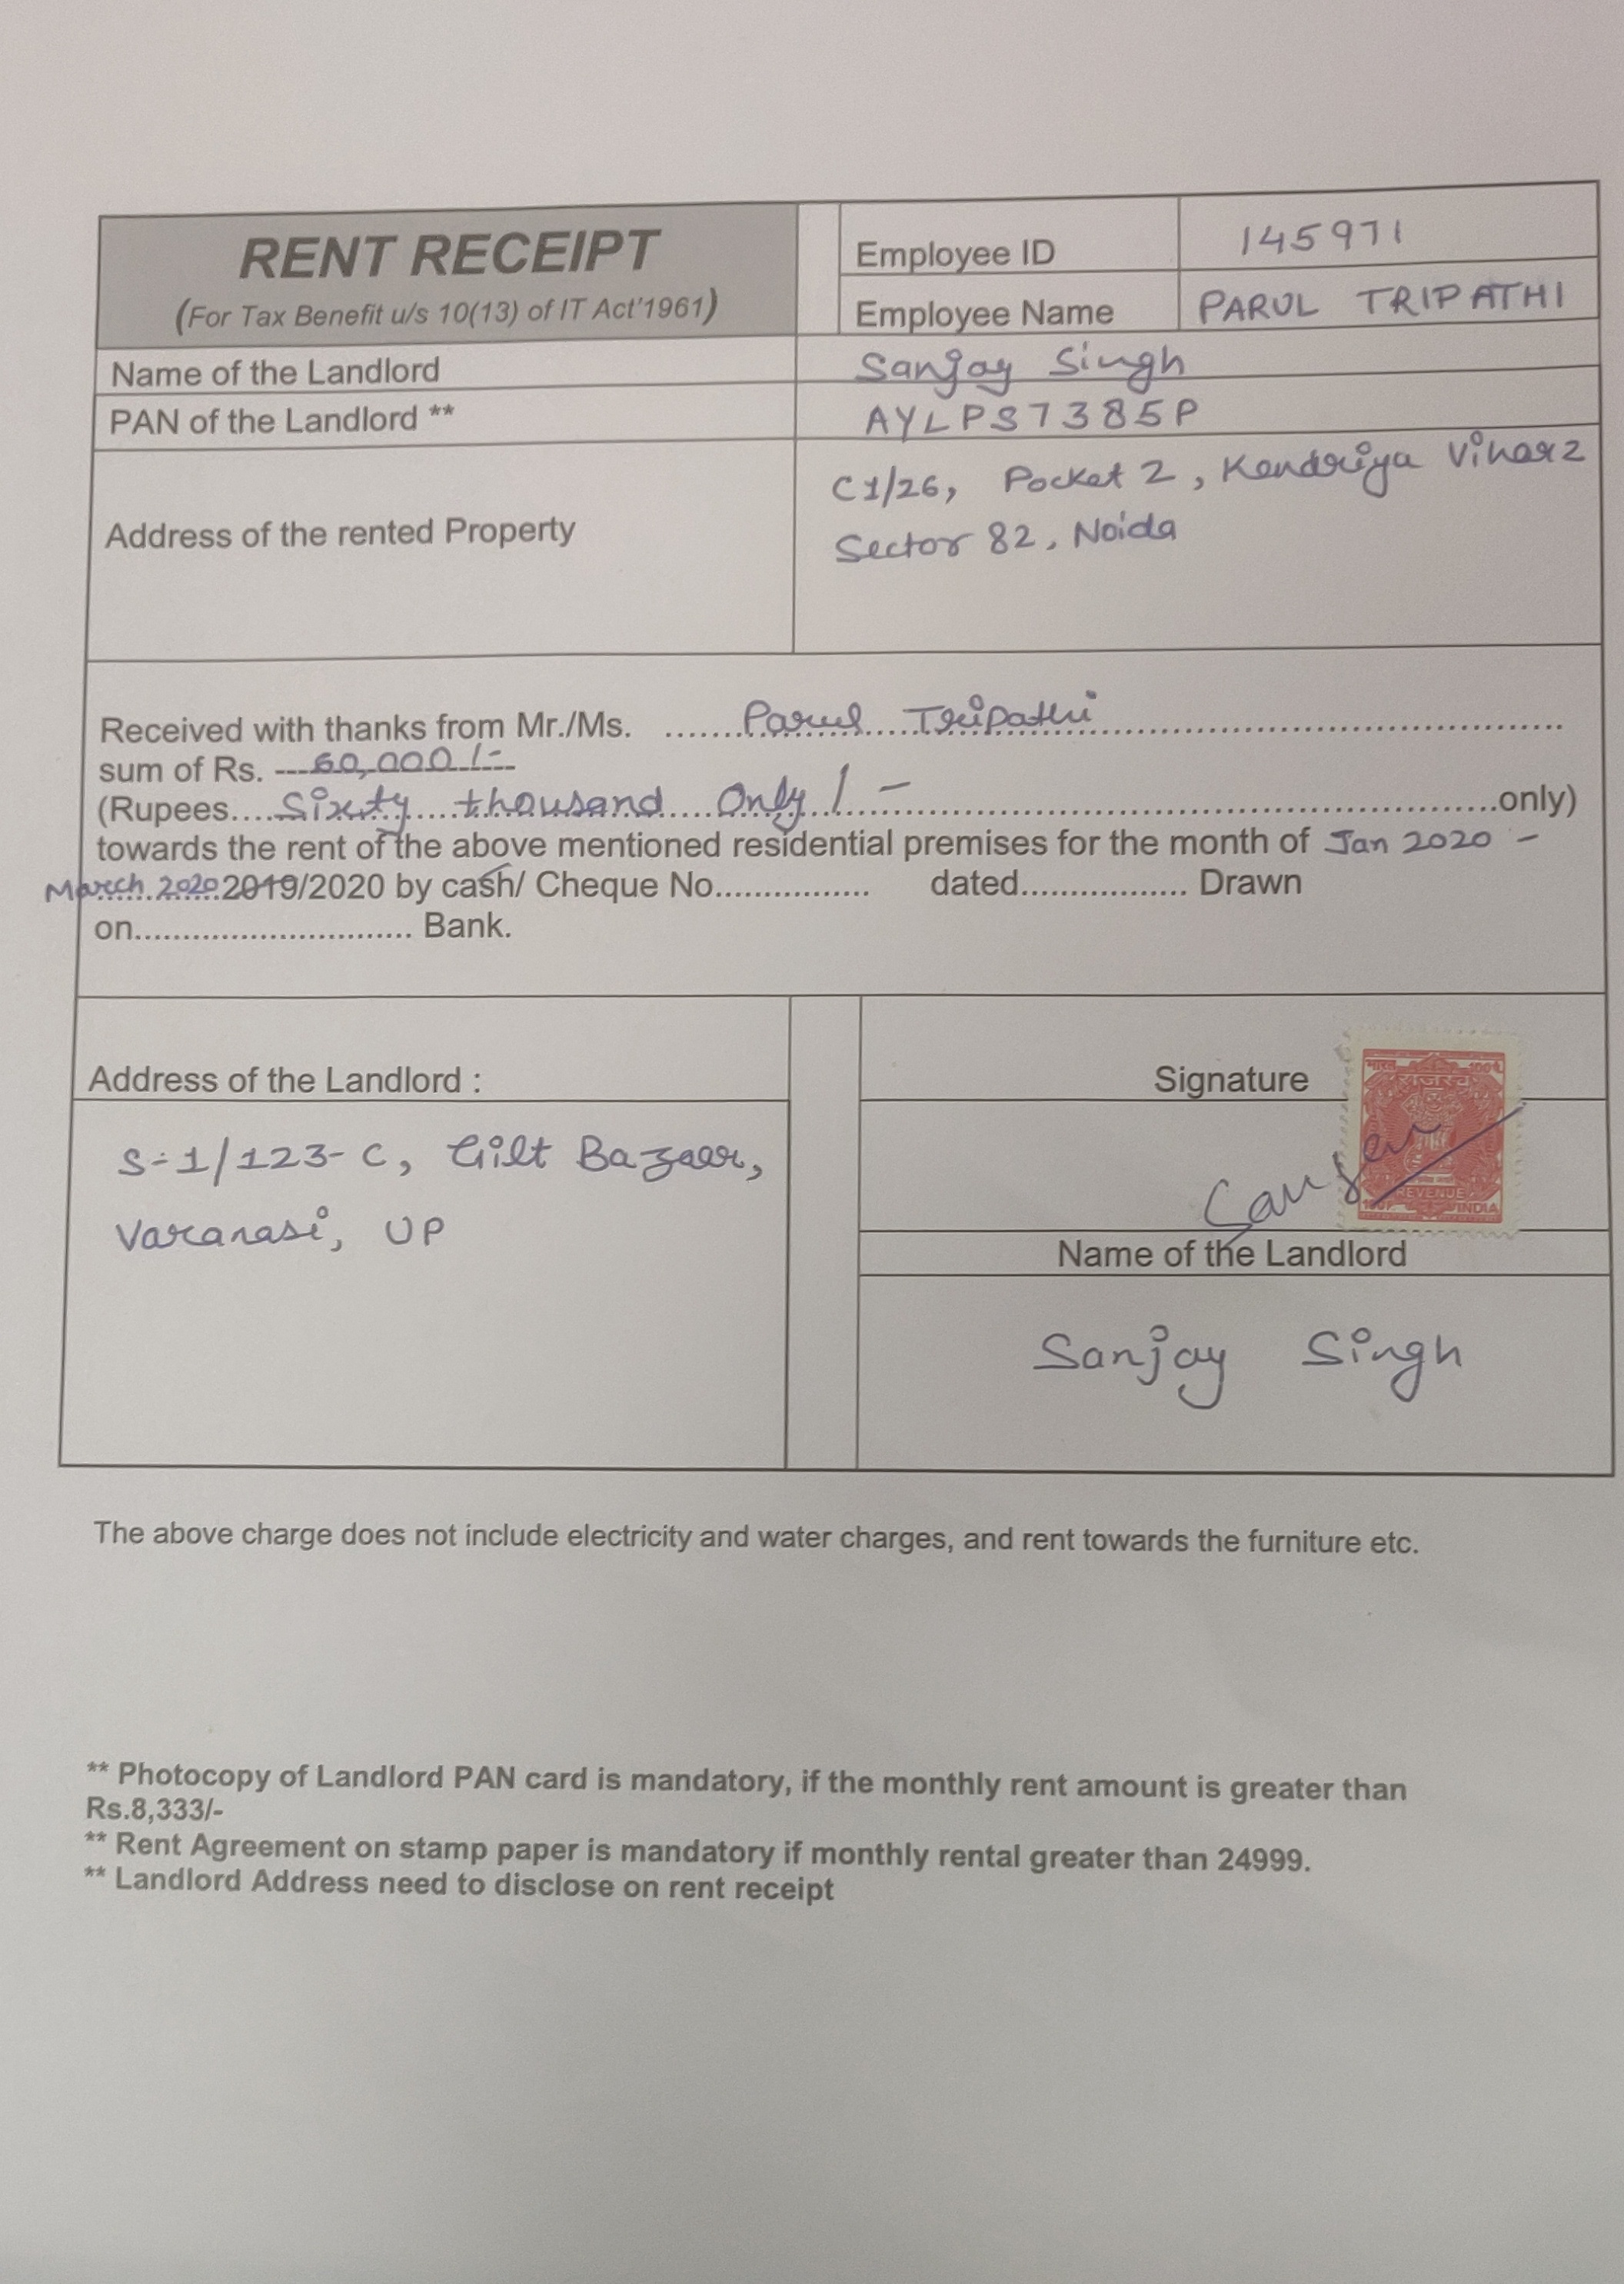 RENT RECEIPT
(For Tax Benefit u/s 10(13) of IT Act'1961)
Employee ID 145971
Employee Name PARUL TRIPATHI
Name of the Landlord Sanjay Singh
PAN of the Landlord ** AYLPS7385P
Address of the rented Property C1/26, Pocket 2, Kendriya Vihar 2
Sector 82, Noida
Received with thanks from Mr./Ms. ........Parul Tripathi........
sum of Rs. ---60,000/---
(Rupees....Sixty thousand Only/-........only)
towards the rent of the above mentioned residential premises for the month of Jan 2020 -
March 2020 2019/2020 by cash/ Cheque No................ dated................. Drawn
on............................. Bank.
Address of the Landlord :
S-1/123-C, Gilt Bazaar,
Varanasi, UP
Signature
भारत
राजस्व
REVENUE
INDIA
Name of the Landlord
Sanjay Singh
The above charge does not include electricity and water charges, and rent towards the furniture etc.
** Photocopy of Landlord PAN card is mandatory, if the monthly rent amount is greater than
Rs.8,333/-
** Rent Agreement on stamp paper is mandatory if monthly rental greater than 24999.
** Landlord Address need to disclose on rent receipt